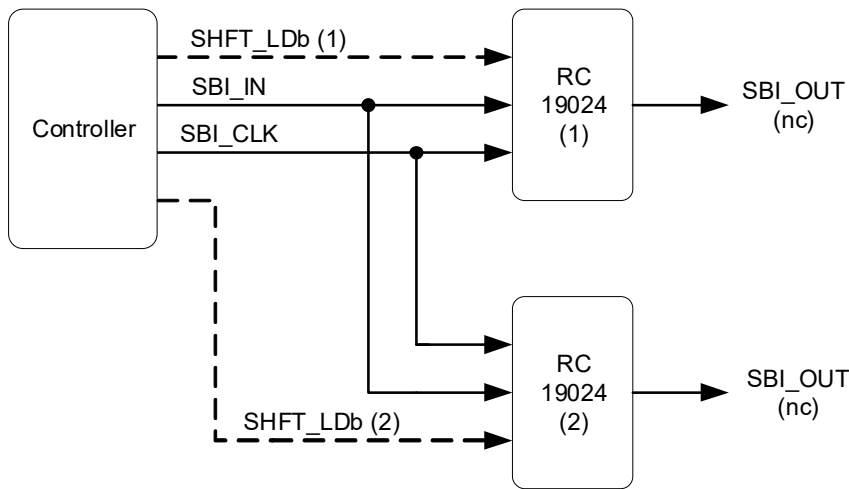 SHFT_LDb (1)
SBI_IN
SBI_CLK
Controller
RC
19024
(1)
SBI_OUT
(nc)
RC
19024
(2)
SBI_OUT
(nc)
SHFT_LDb (2)